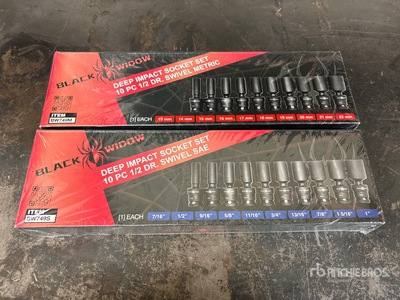 BLACK WIDOW
DEEP IMPACT SOCKET SET
10 PC 1/2 DR. SWIVEL METRIC
ITEM
BW749M
[1] EACH
13 mm 14 mm 15 mm 16 mm 17 mm 18 mm 19 mm 20 mm 21 mm 22 mm
BLACK WIDOW
DEEP IMPACT SOCKET SET
10 PC 1/2 DR. SWIVEL SAE
ITEM
BW749S
[1] EACH
7/16" 1/2" 9/16" 5/8" 11/16" 3/4" 13/16" 7/8" 1 5/16"
rb RITCHIE BROS.